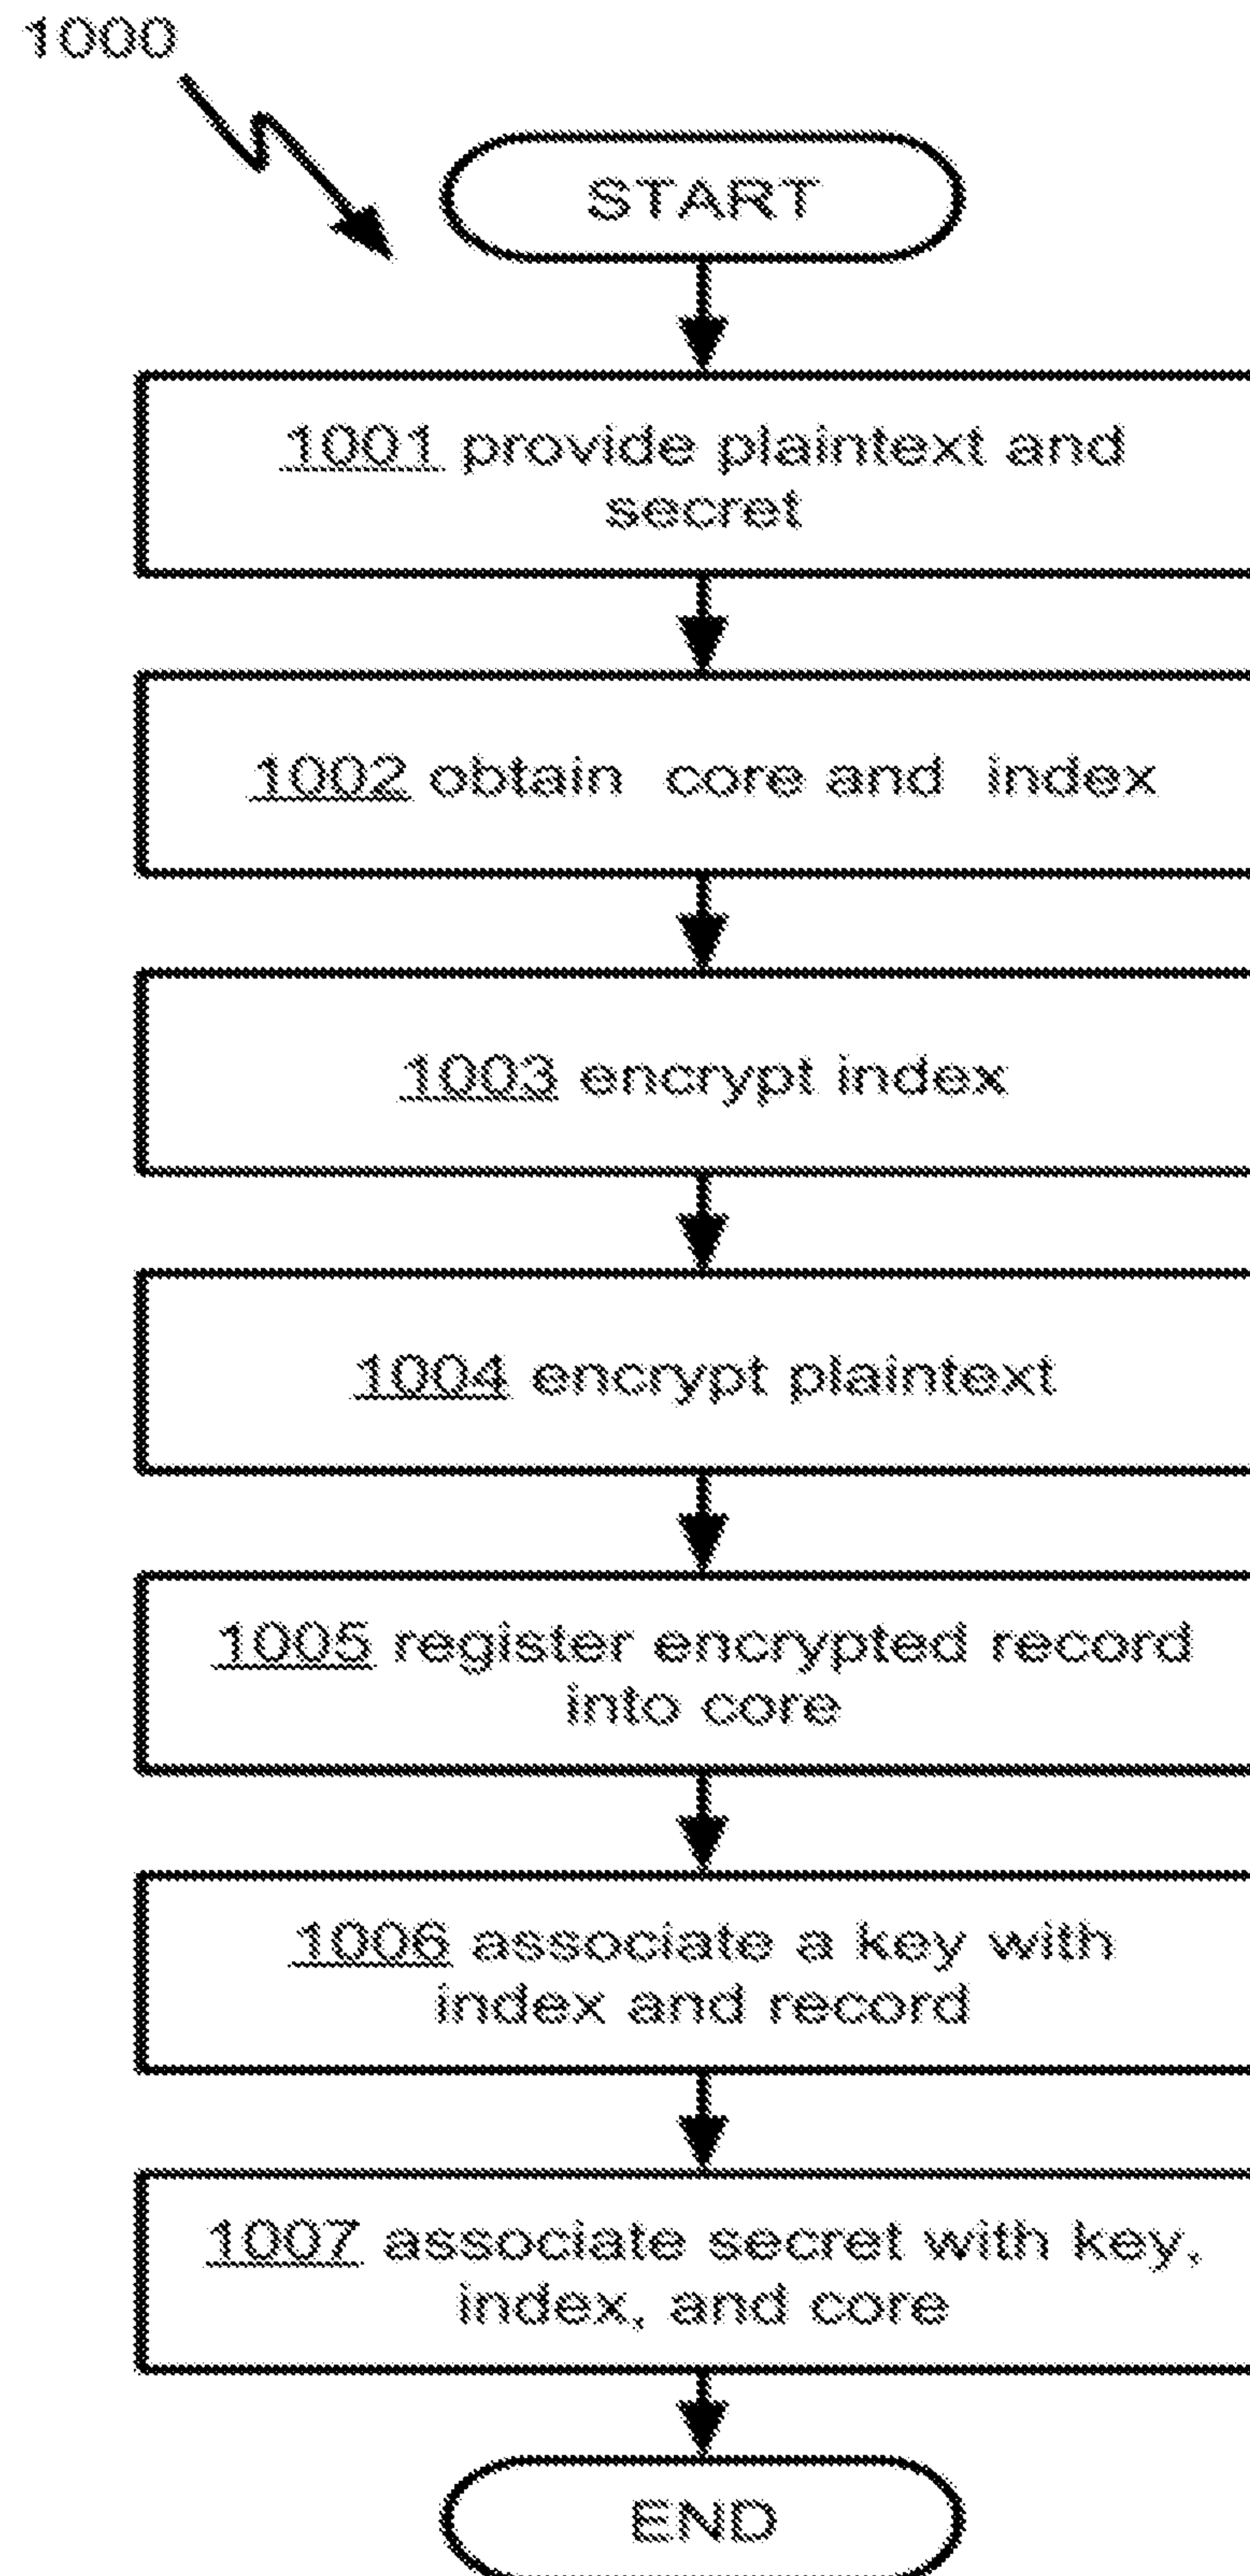 1000
START
1001 provide plaintext and
secret
1002 obtain core and index
1003 encrypt index
1004 encrypt plaintext
1005 register encrypted record
into core
1006 associate a key with
index and record
1007 associate secret with key,
index, and core
END